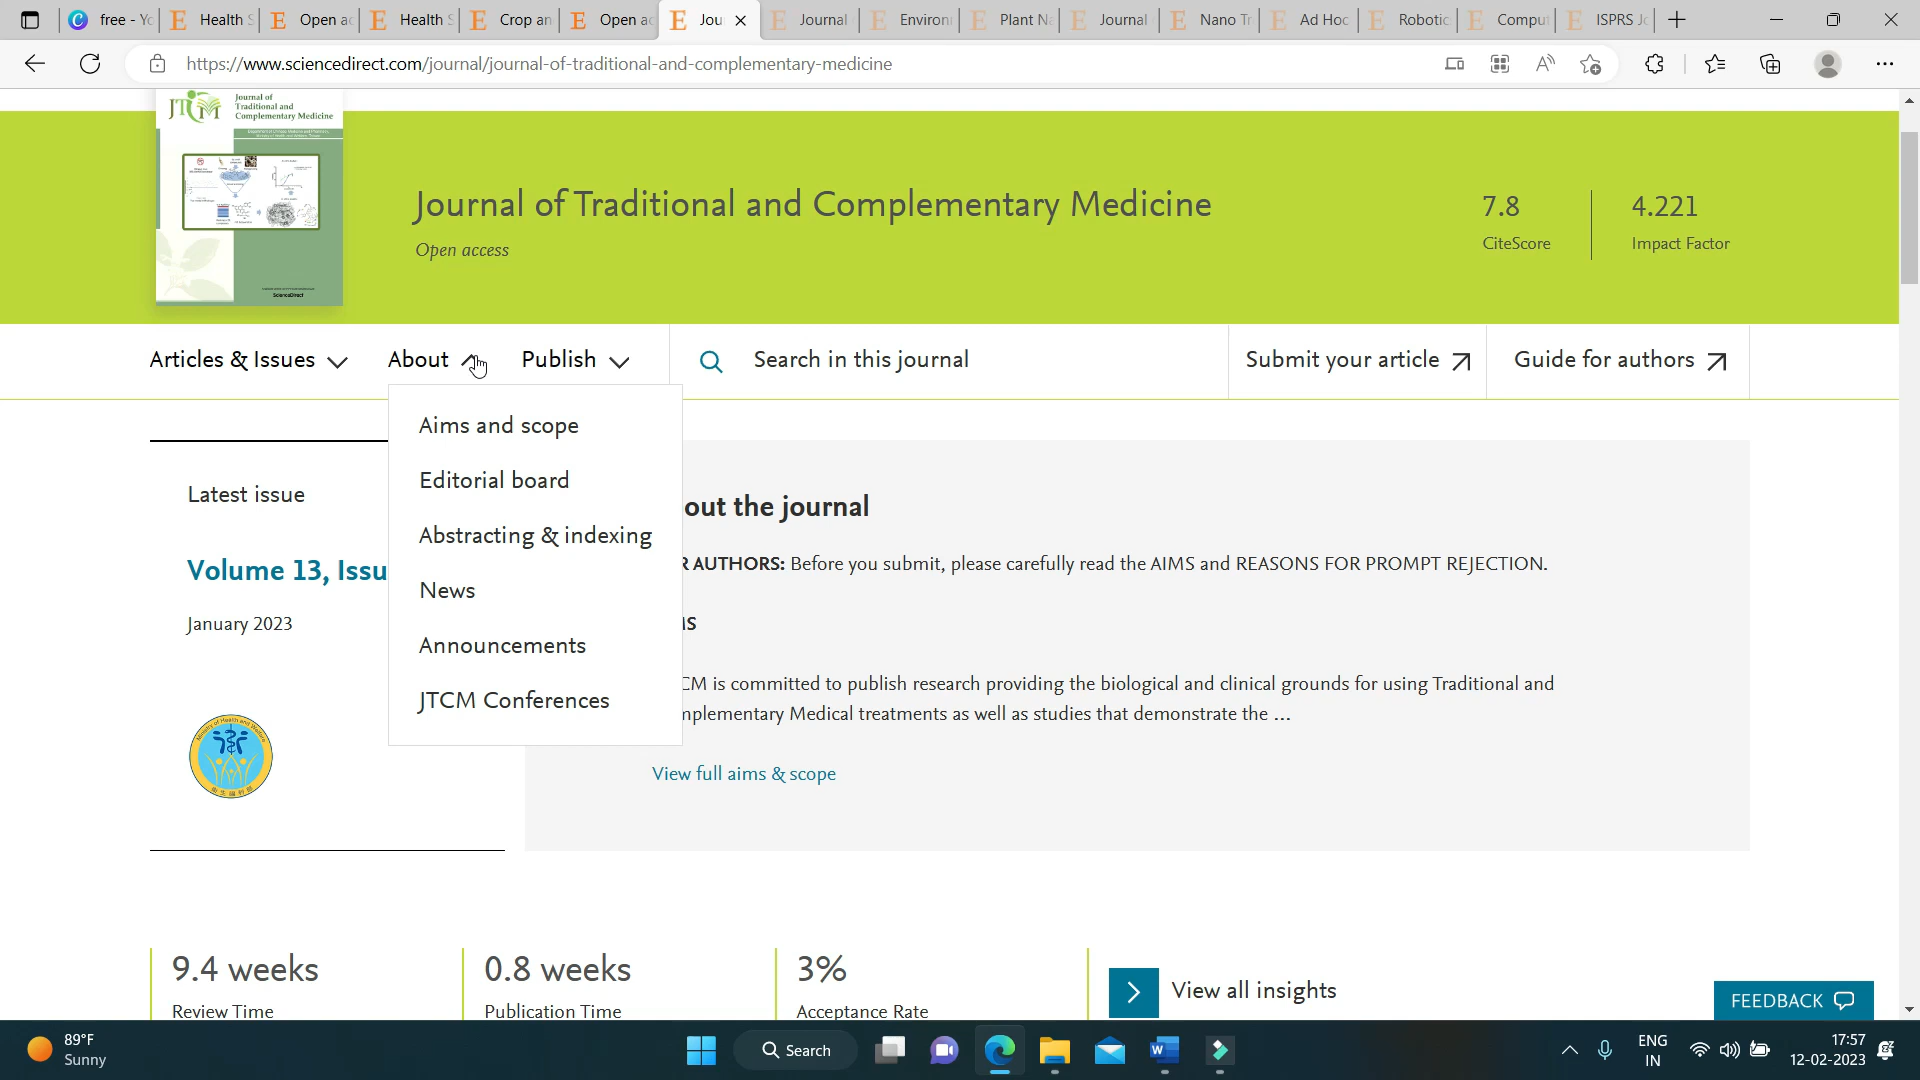 free - Yo
Health S
Open ac
Health S
Crop an
Open ac
Jou
Journal
Environ
Plant Na
Journal
Nano Tr
Ad Hoc
Robotic
Comput
ISPRS Jo
https://www.sciencedirect.com/journal/journal-of-traditional-and-complementary-medicine
JTCM
Journal of
Traditional and
Complementary Medicine
ScienceDirect
Journal of Traditional and Complementary Medicine
Open access
7.8
CiteScore
4.221
Impact Factor
Articles & Issues
About
Publish
Search in this journal
Submit your article
Guide for authors
Aims and scope
Editorial board
Abstracting & indexing
News
Announcements
JTCM Conferences
Latest issue
Volume 13, Issu
January 2023
out the journal
R AUTHORS: Before you submit, please carefully read the AIMS and REASONS FOR PROMPT REJECTION.
MS
CM is committed to publish research providing the biological and clinical grounds for using Traditional and
mplementary Medical treatments as well as studies that demonstrate the ...
View full aims & scope
9.4 weeks
Review Time
0.8 weeks
Publication Time
3%
Acceptance Rate
View all insights
FEEDBACK
89°F
Sunny
Search
ENG
IN
17:57
12-02-2023